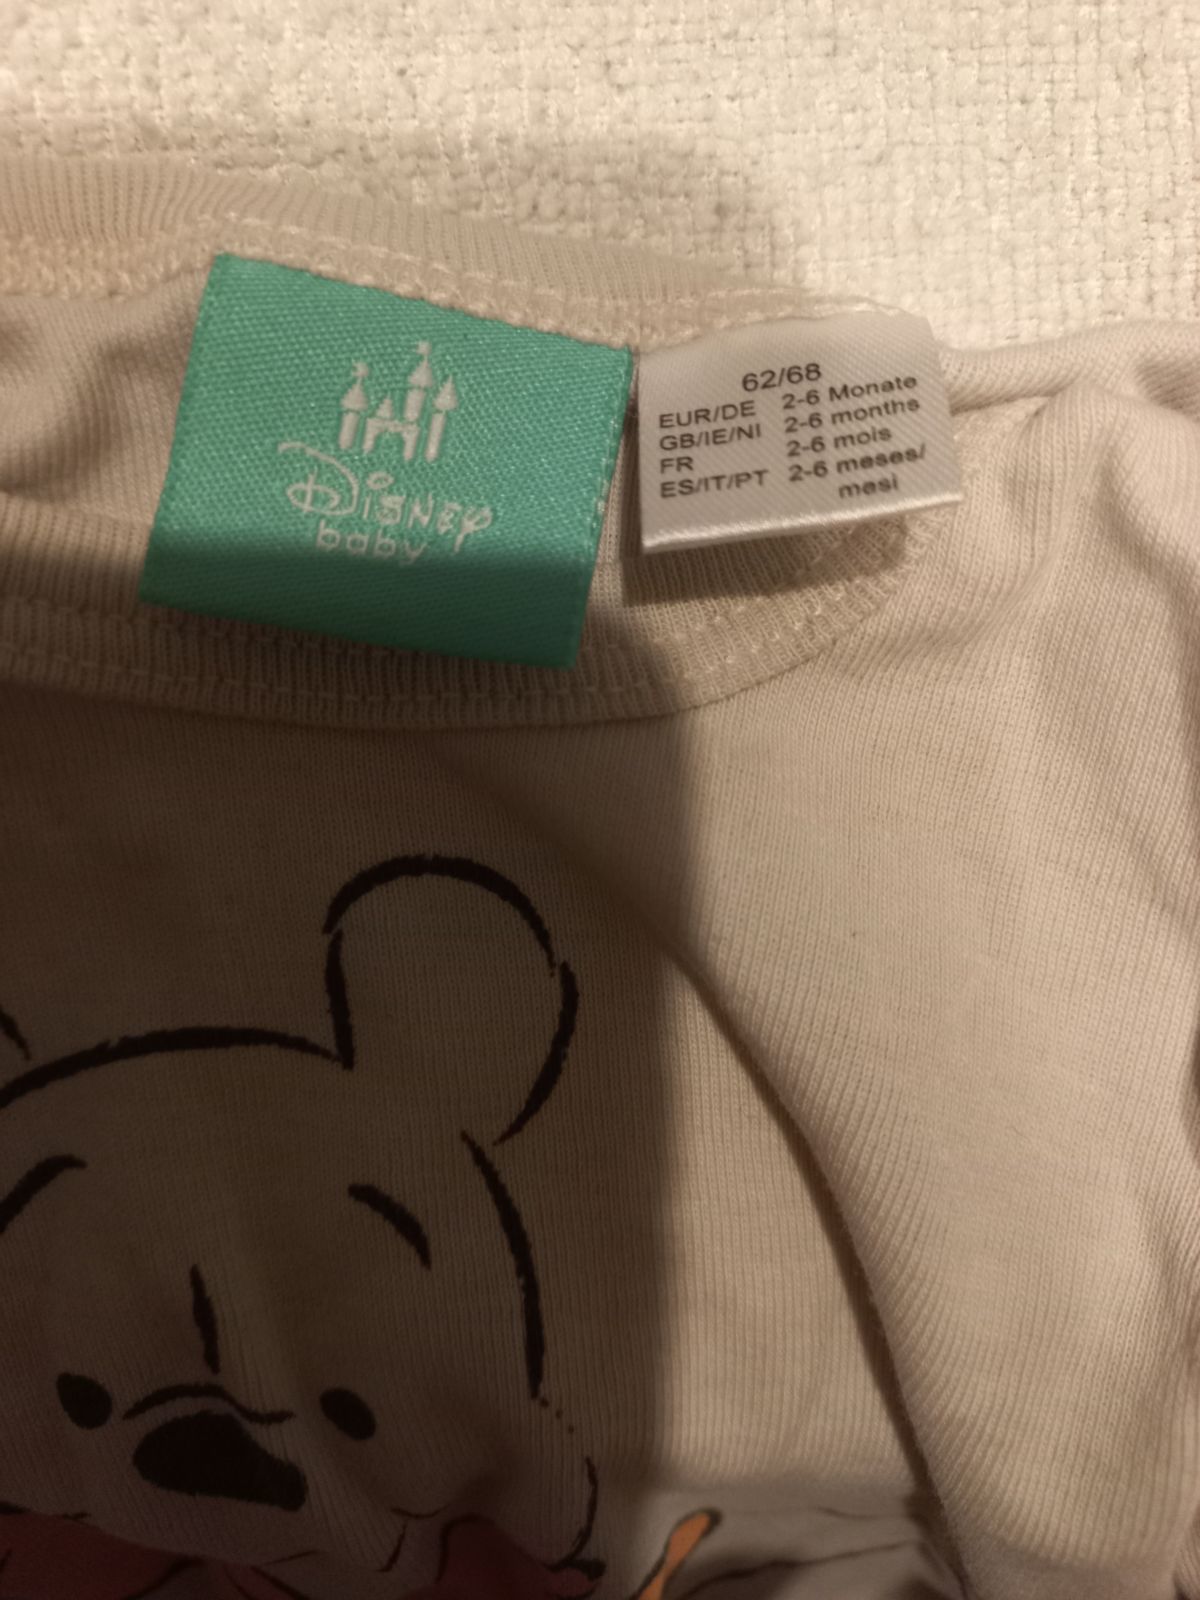 Disney
baby
62/68
EUR/DE 2-6 Monate
GB/IE/NI 2-6 months
FR 2-6 mois
ES/IT/PT 2-6 meses/
mesi